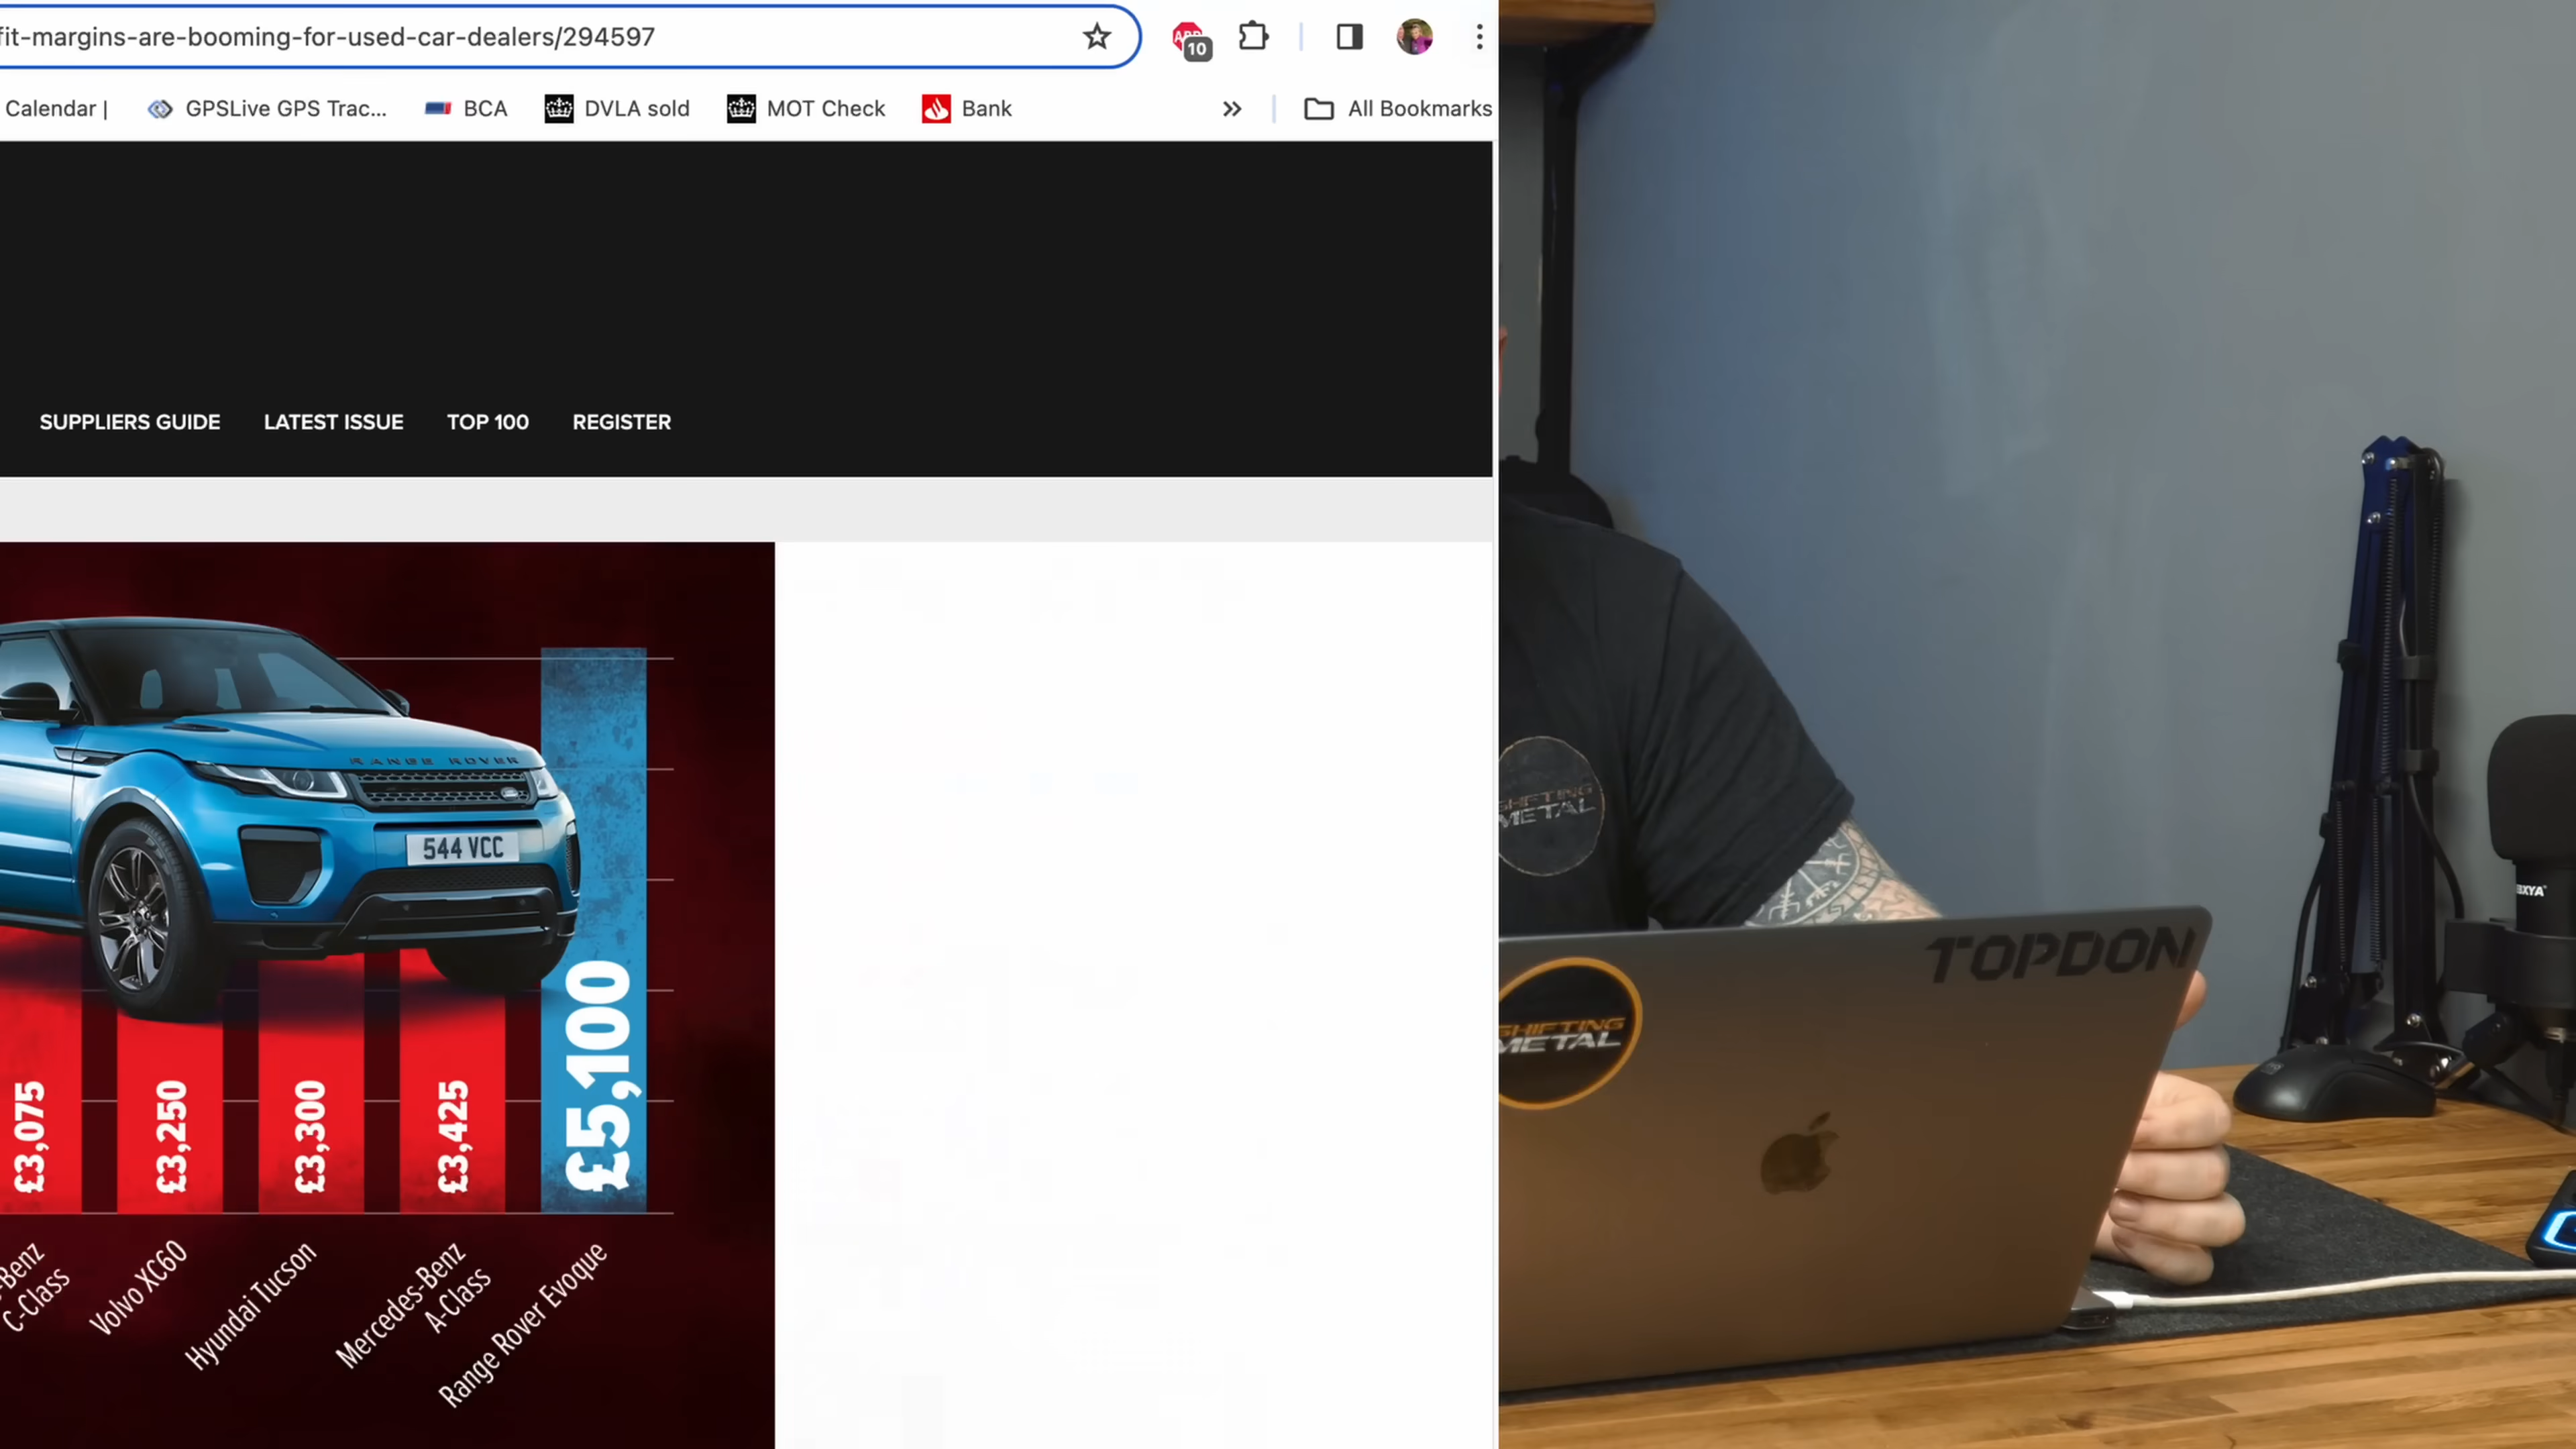 fit-margins-are-booming-for-used-car-dealers/294597
10
Calendar |
GPSLive GPS Trac...
BCA
DVLA sold
MOT Check
Bank
»
All Bookmarks
SUPPLIERS GUIDE
LATEST ISSUE
TOP 100
REGISTER
RANGE ROVER
544 VCC
£3,075
£3,250
£3,300
£3,425
£5,100
-Benz
C-Class
Volvo XC60
Hyundai Tucson
Mercedes-Benz
A-Class
Range Rover Evoque
SHIFTING
METAL
TOPDON
SHIFTING
METAL